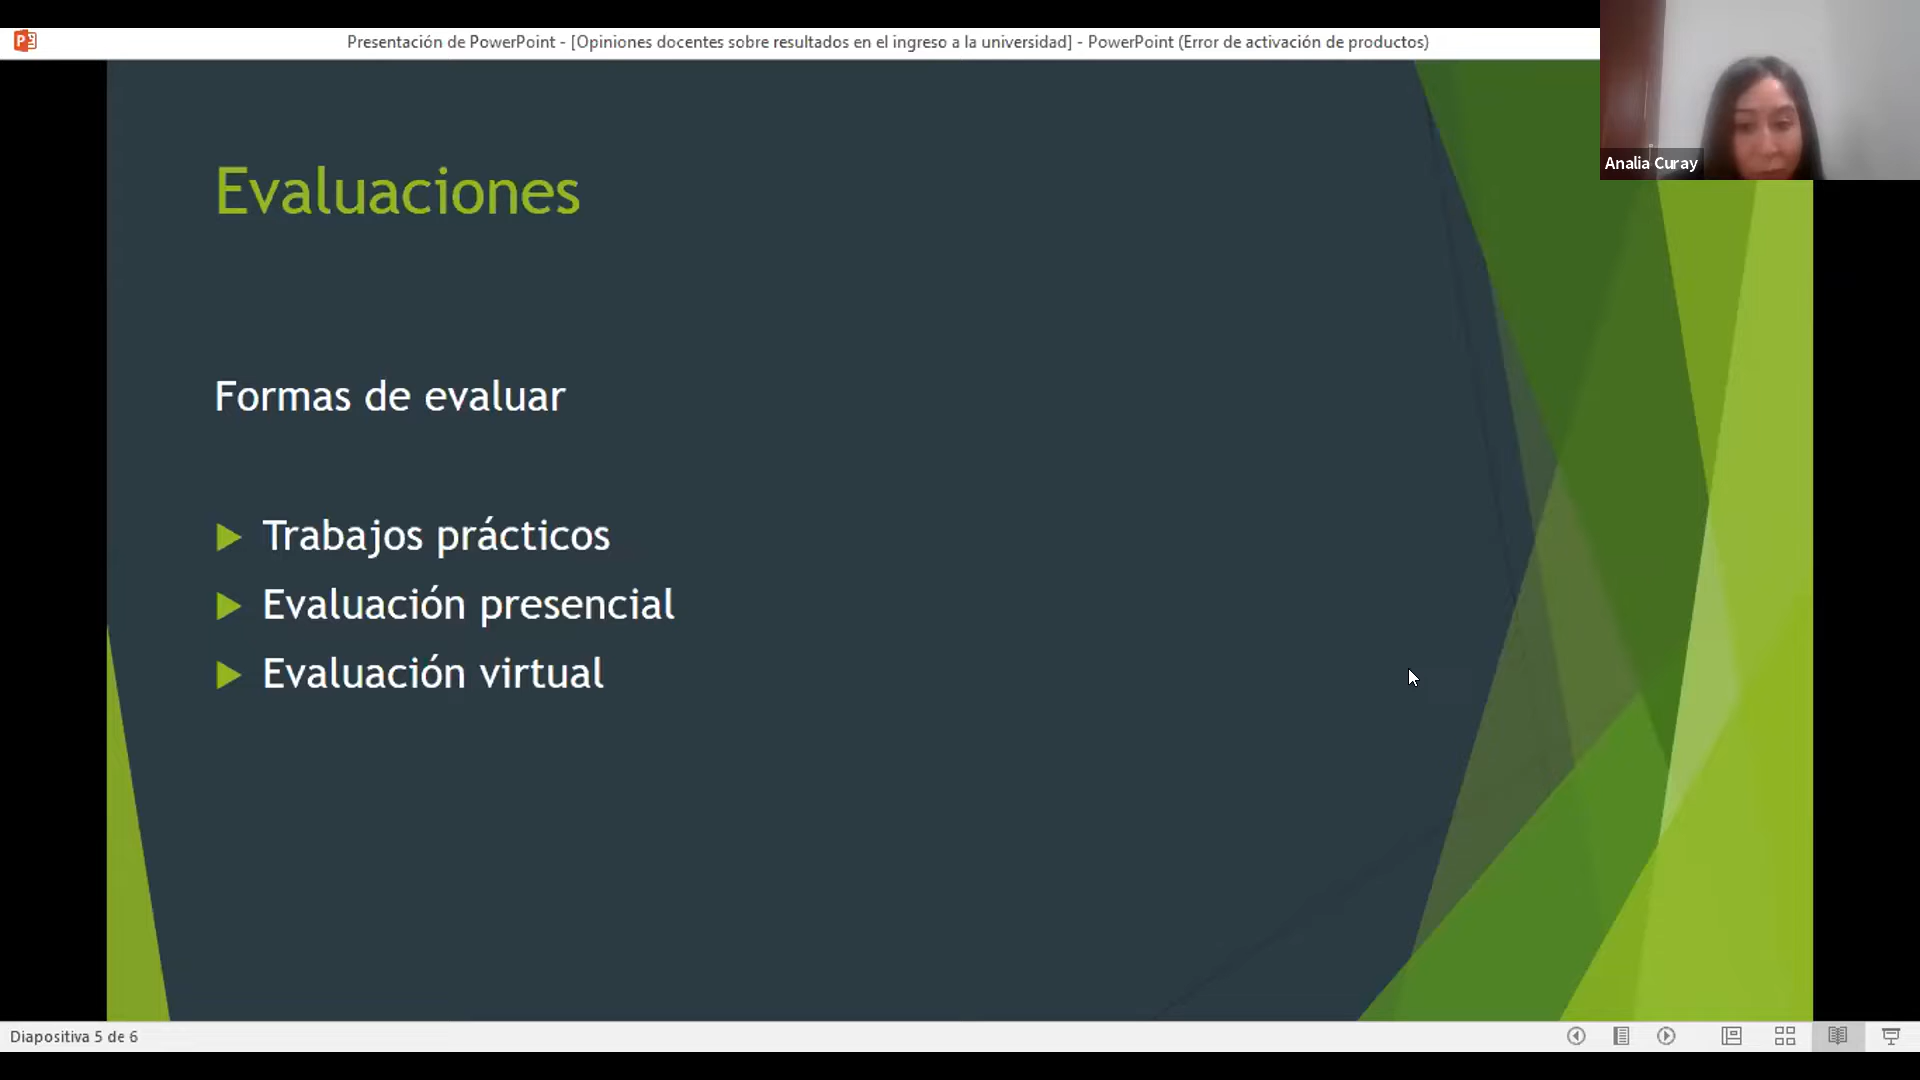 Presentación de PowerPoint - [Opiniones docentes sobre resultados en el ingreso a la universidad] - PowerPoint (Error de activación de productos)
Analia Curay
Evaluaciones
Formas de evaluar
Trabajos prácticos
Evaluación presencial
Evaluación virtual
Diapositiva 5 de 6